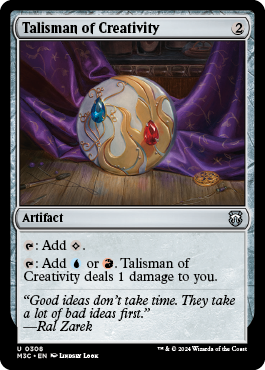 Talisman of Creativity 2
Artifact
: Add .
: Add or . Talisman of
Creativity deals 1 damage to you.
“Good ideas don’t take time. They take
a lot of bad ideas first.”
—Ral Zarek
U 0308
M3C • EN Lindsey Look
™ & © 2024 Wizards of the Coast